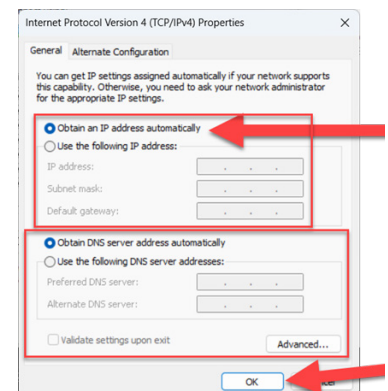 Internet Protocol Version 4 (TCP/IPv4) Properties
General Alternate Configuration
You can get IP settings assigned automatically if your network supports
this capability. Otherwise, you need to ask your network administrator
for the appropriate IP settings.
Obtain an IP address automatically
Use the following IP address:
IP address:
Subnet mask:
Default gateway:
Obtain DNS server address automatically
Use the following DNS server addresses:
Preferred DNS server:
Alternate DNS server:
Validate settings upon exit
Advanced...
OK